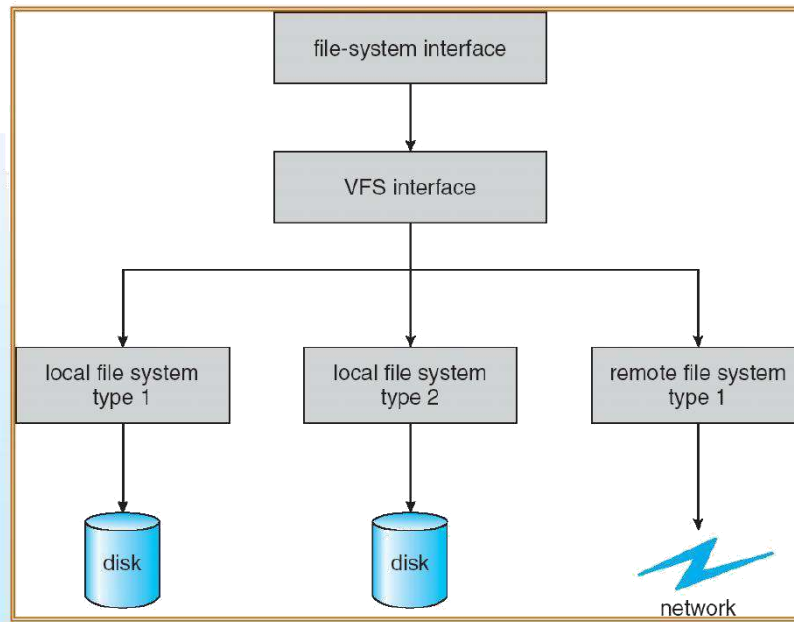 file-system interface
VFS interface
local file system
type 1
local file system
type 2
remote file system
type 1
disk
disk
network